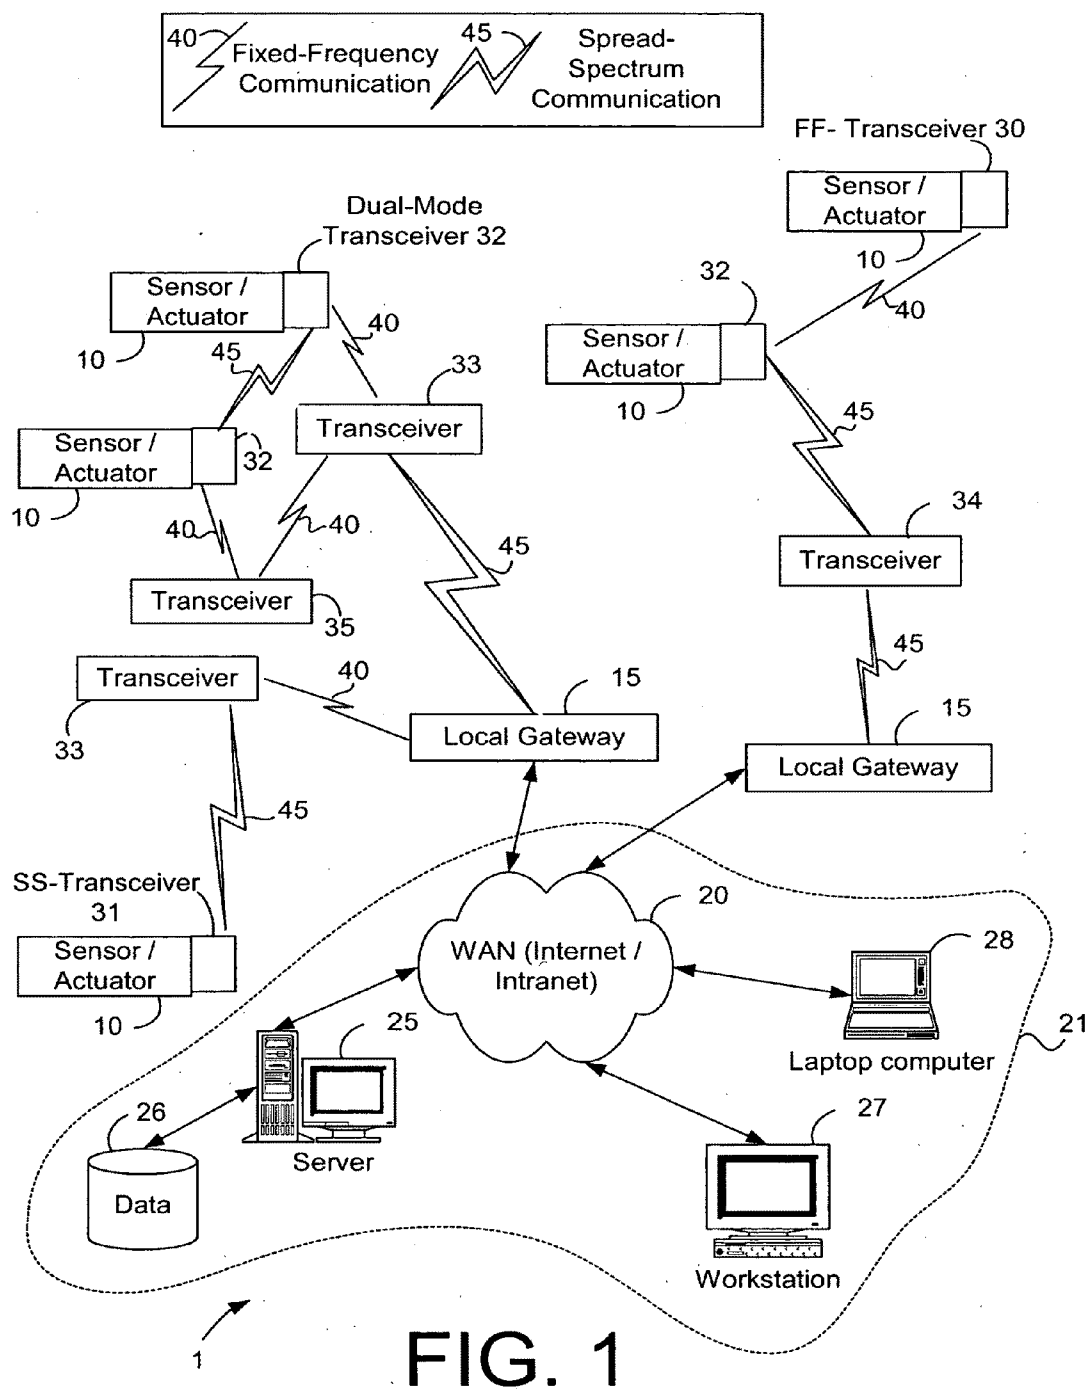 40
Fixed-Frequency
Communication
45
Spread-
Spectrum
Communication
FF- Transceiver 30
Sensor /
Actuator
10
40
Dual-Mode
Transceiver 32
Sensor /
Actuator
10
45
40
32
Sensor /
Actuator
10
45
33
Transceiver
Sensor /
Actuator
32
10
40
40
45
34
Transceiver
Transceiver
35
45
Transceiver
33
40
15
Local Gateway
15
Local Gateway
45
SS-Transceiver
31
Sensor /
Actuator
10
20
WAN (Internet /
Intranet)
28
Laptop computer
21
25
Server
26
Data
27
Workstation
1
FIG. 1